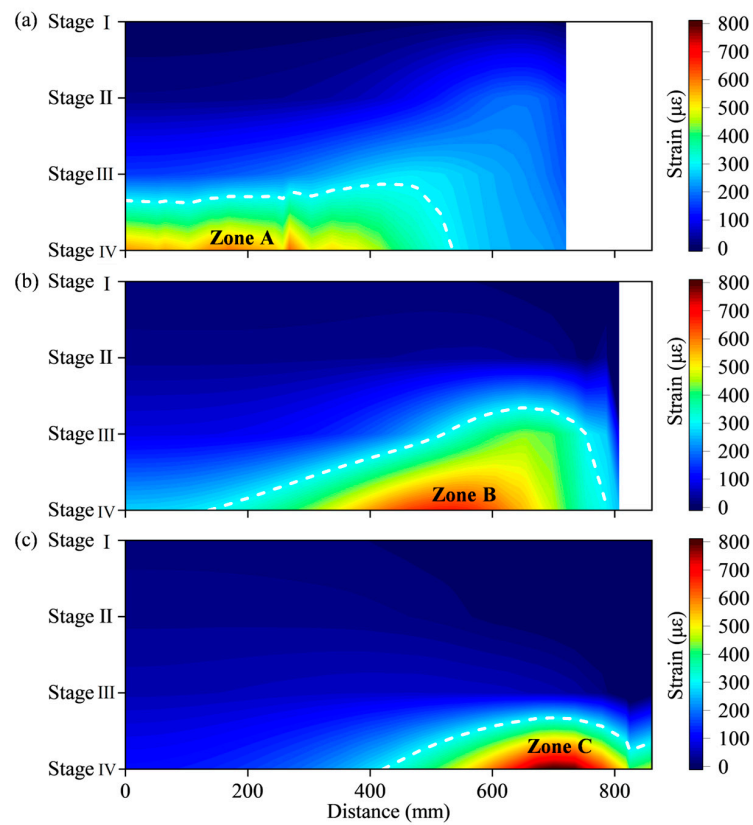 (a)
Stage I
Stage II
Stage III
Stage IV
Zone A
800
700
600
500
400
300
200
100
0
Strain (με)
(b)
Stage I
Stage II
Stage III
Stage IV
Zone B
800
700
600
500
400
300
200
100
0
Strain (με)
(c)
Stage I
Stage II
Stage III
Stage IV
Zone C
800
700
600
500
400
300
200
100
0
Strain (με)
0 200 400 600 800
Distance (mm)